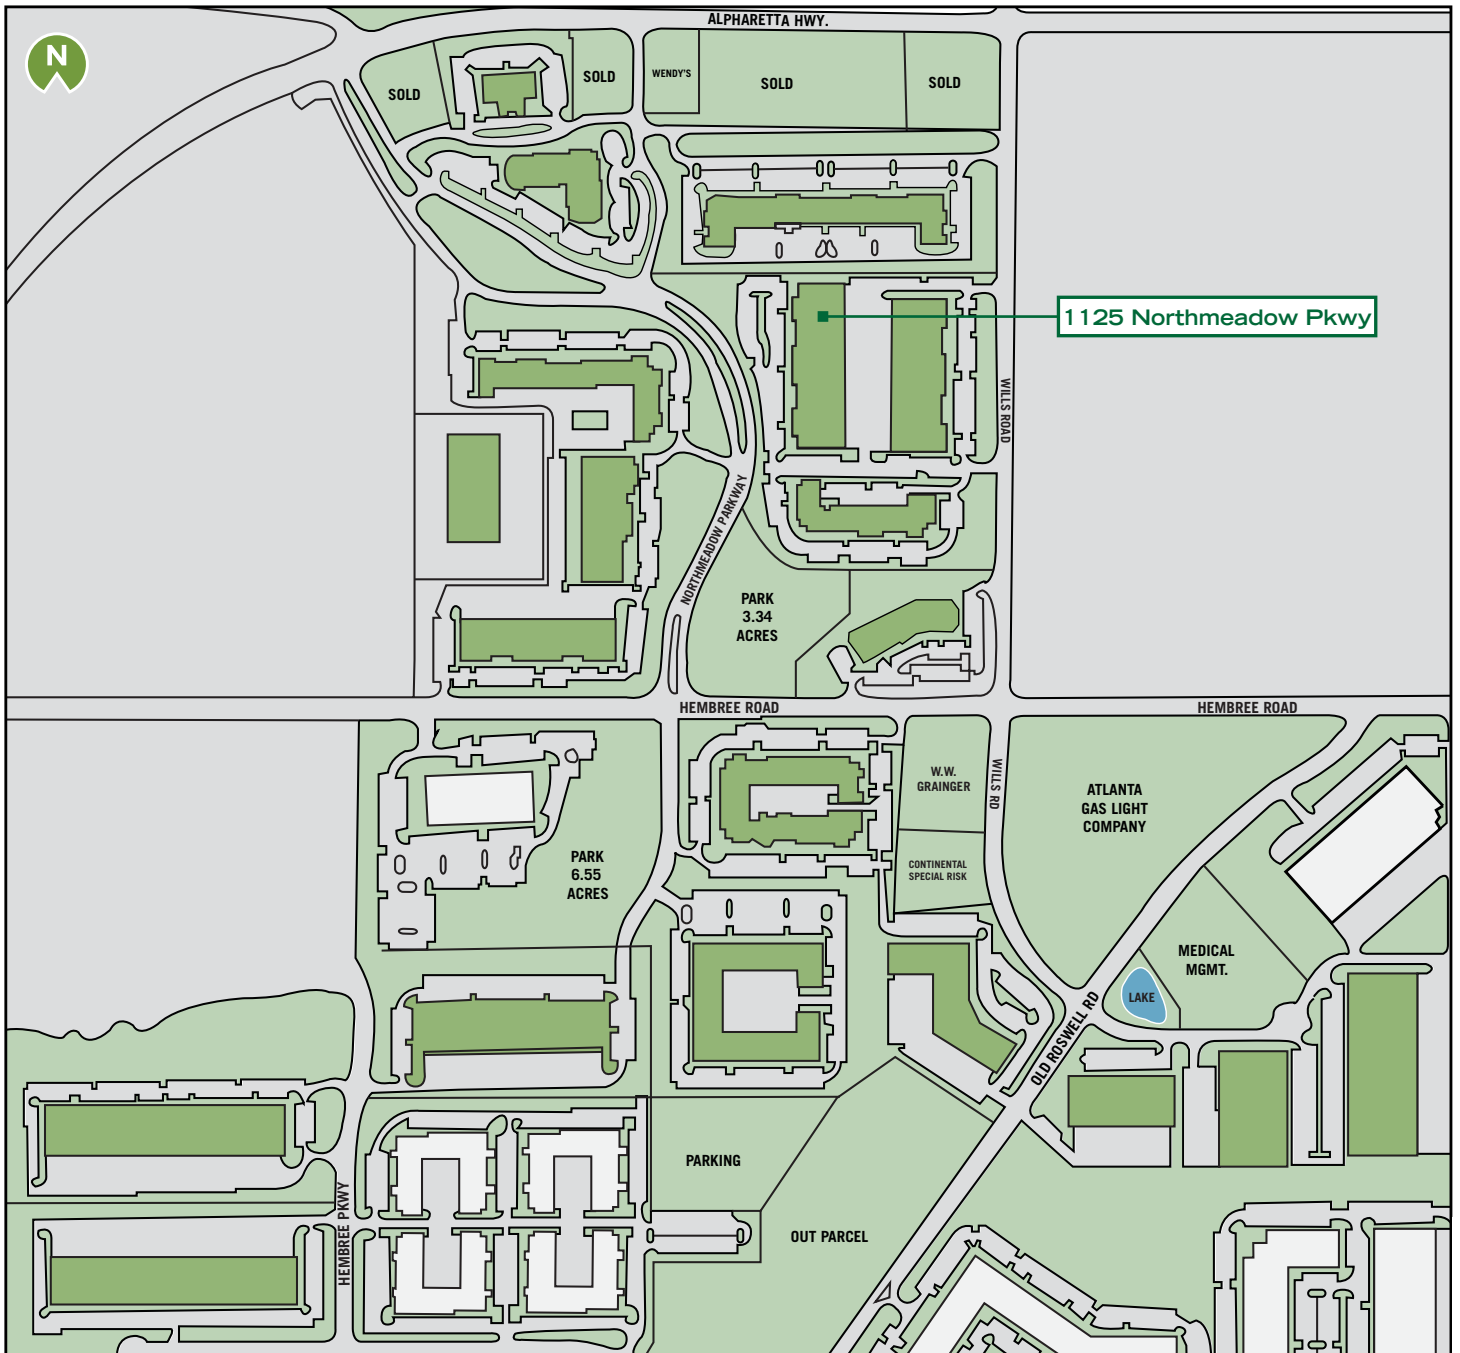 ALPHARETTA HWY.
N
SOLD
SOLD
WENDY'S
SOLD
SOLD
1125 Northmeadow Pkwy
WILLS ROAD
NORTHMEADOW PARKWAY
PARK
3.34
ACRES
HEMBREE ROAD
HEMBREE ROAD
W.W.
GRAINGER
WILLS RD
ATLANTA
GAS LIGHT
COMPANY
PARK
6.55
ACRES
CONTINENTAL
SPECIAL RISK
MEDICAL
MGMT.
LAKE
OLD ROSWELL RD
PARKING
HEMBREE PKWY
OUT PARCEL